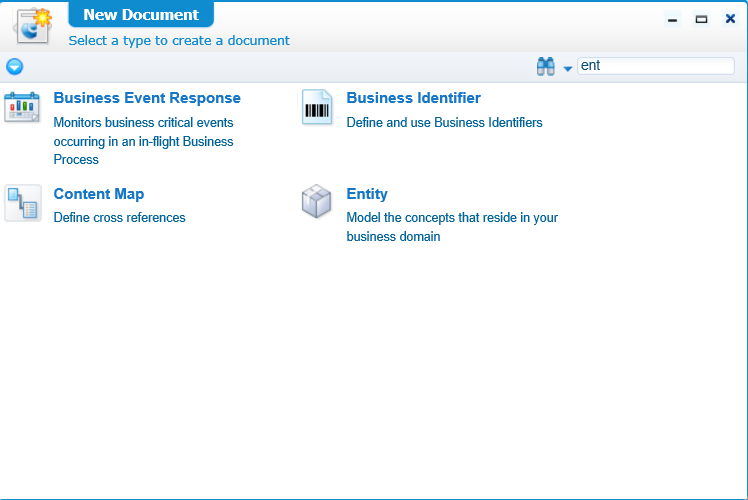 New Document
Select a type to create a document
ent
Business Event Response
Monitors business critical events
occurring in an in-flight Business
Process
Business Identifier
Define and use Business Identifiers
Content Map
Define cross references
Entity
Model the concepts that reside in your
business domain